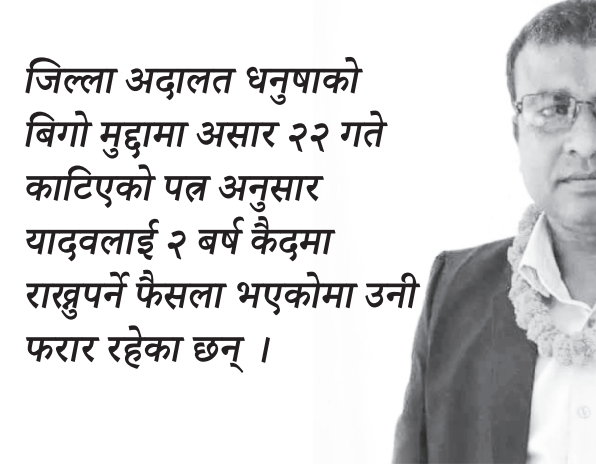 जिल्ला अदालत धनुषाको
बिगो मुद्दामा असार २२ गते
काटिएको पत्र अनुसार
यादवलाई २ बर्ष कैदमा
राख्नुपर्ने फैसला भएकोमा उनी
फरार रहेका छन् ।